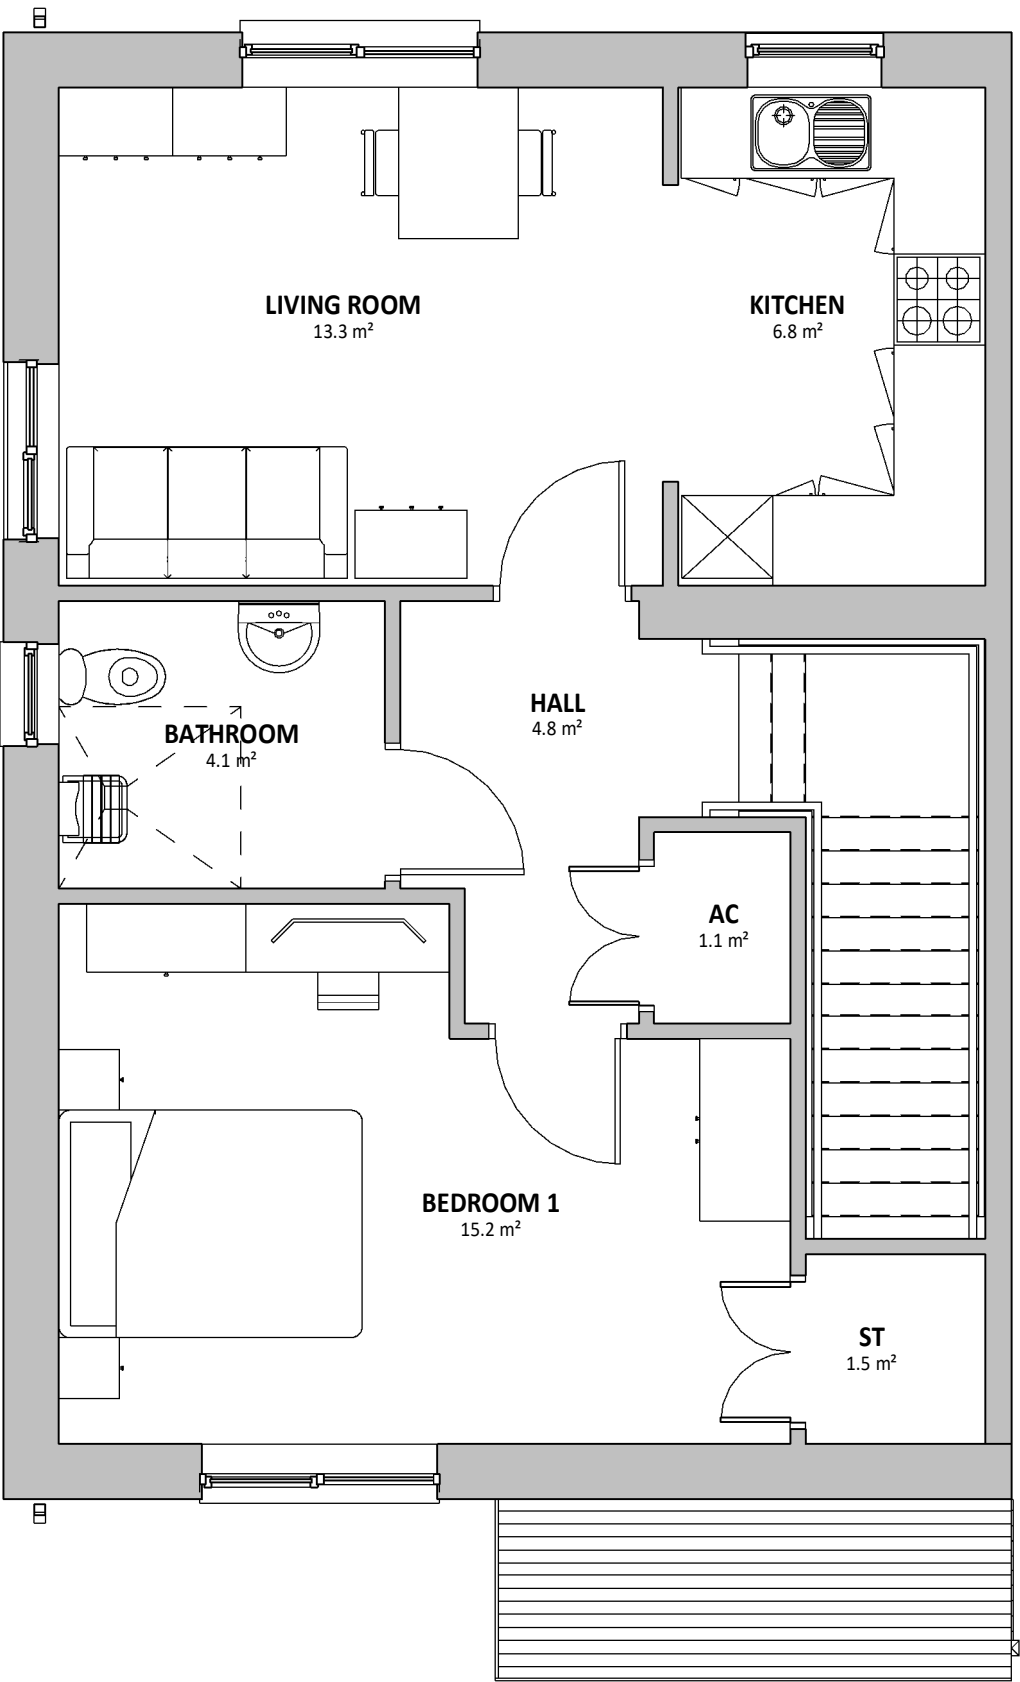 LIVING ROOM
13.3 m²
KITCHEN
6.8 m²
HALL
4.8 m²
BATHROOM
4.1 m²
AC
1.1 m²
BEDROOM 1
15.2 m²
ST
1.5 m²